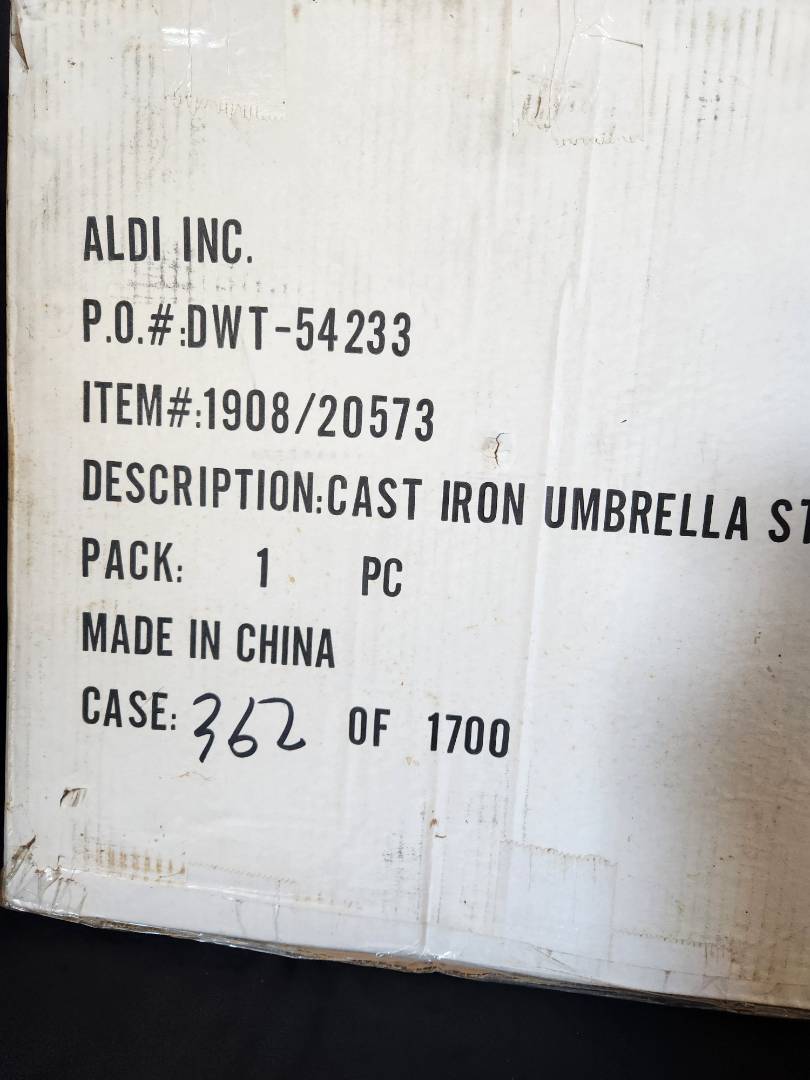 ALDI INC.
P.O.#:DWT-54233
ITEM#:1908/20573
DESCRIPTION:CAST IRON UMBRELLA ST
PACK: 1 PC
MADE IN CHINA
CASE: 362 OF 1700